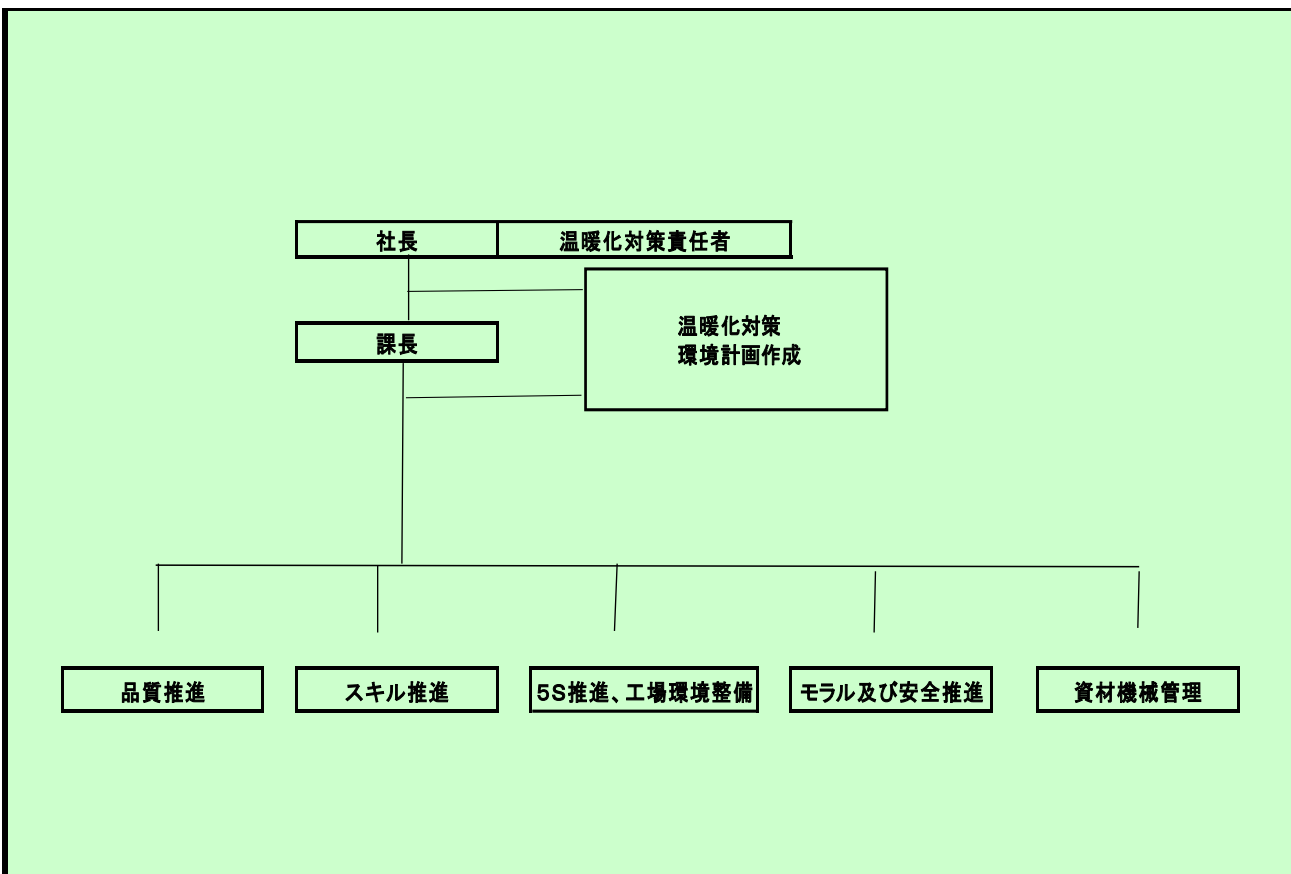 社長
温暖化対策責任者
温暖化対策
環境計画作成
課長
品質推進
スキル推進
5S推進、工場環境整備
モラル及び安全推進
資材機械管理